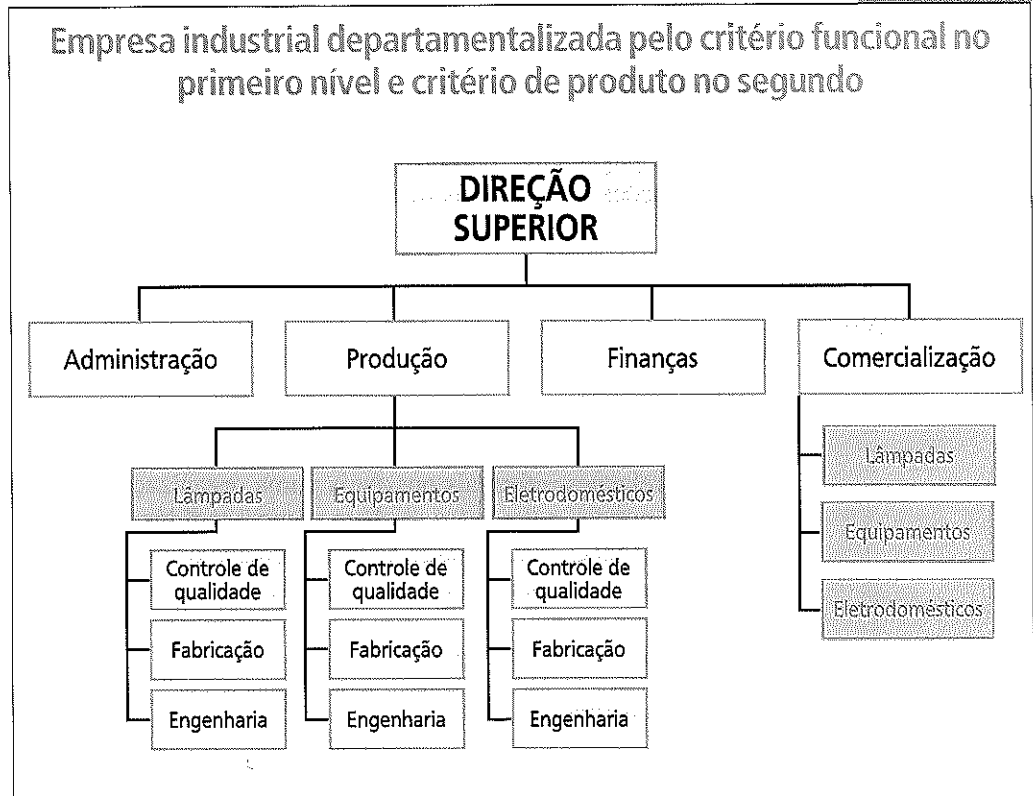 Empresa industrial departamentalizada pelo critério funcional no
primeiro nível e critério de produto no segundo
DIREÇÃO
SUPERIOR
Administração
Produção
Finanças
Comercialização
Lâmpadas
Equipamentos
Eletrodomésticos
Controle de
qualidade
Fabricação
Engenharia
Controle de
qualidade
Fabricação
Engenharia
Controle de
qualidade
Fabricação
Engenharia
Lâmpadas
Equipamentos
Eletrodomésticos